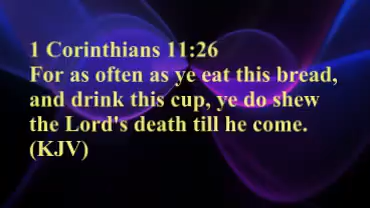 1 Corinthians 11:26
For as often as ye eat this bread,
and drink this cup, ye do shew
the Lord's death till he come.
(KJV)